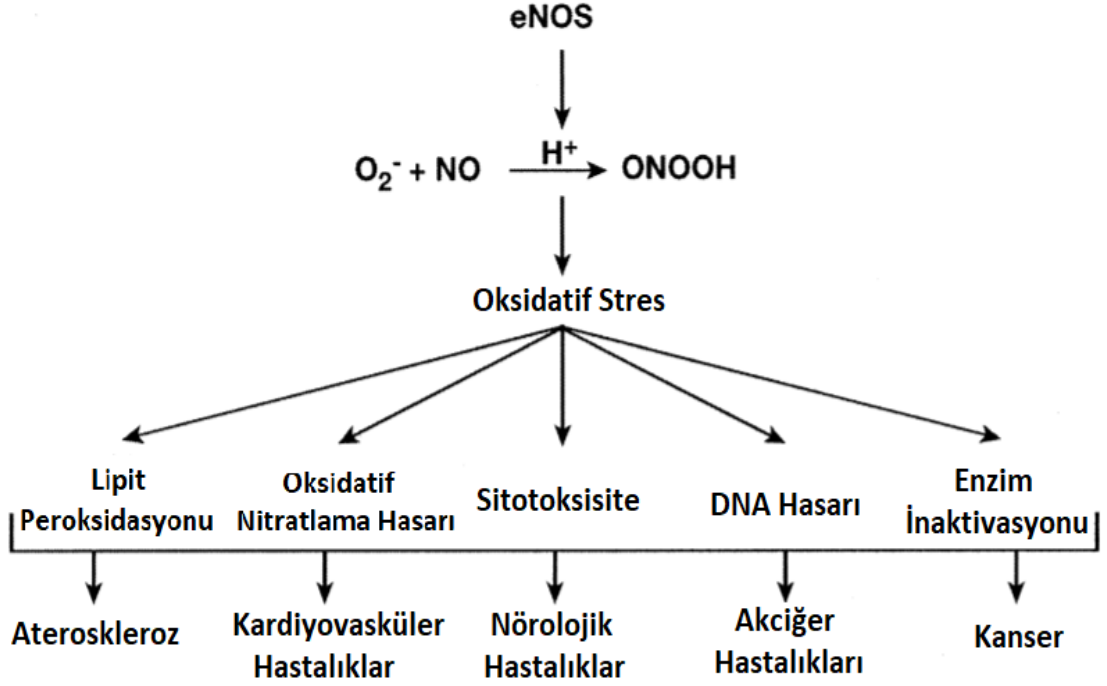 eNOS
O₂⁻ + NO H⁺ ONOOH
Oksidatif Stres
Lipit
Peroksidasyonu
Oksidatif
Nitratlama Hasarı
Sitotoksisite
DNA Hasarı
Enzim
İnaktivasyonu
Ateroskleroz
Kardiyovasküler
Hastalıklar
Nörolojik
Hastalıklar
Akciğer
Hastalıkları
Kanser